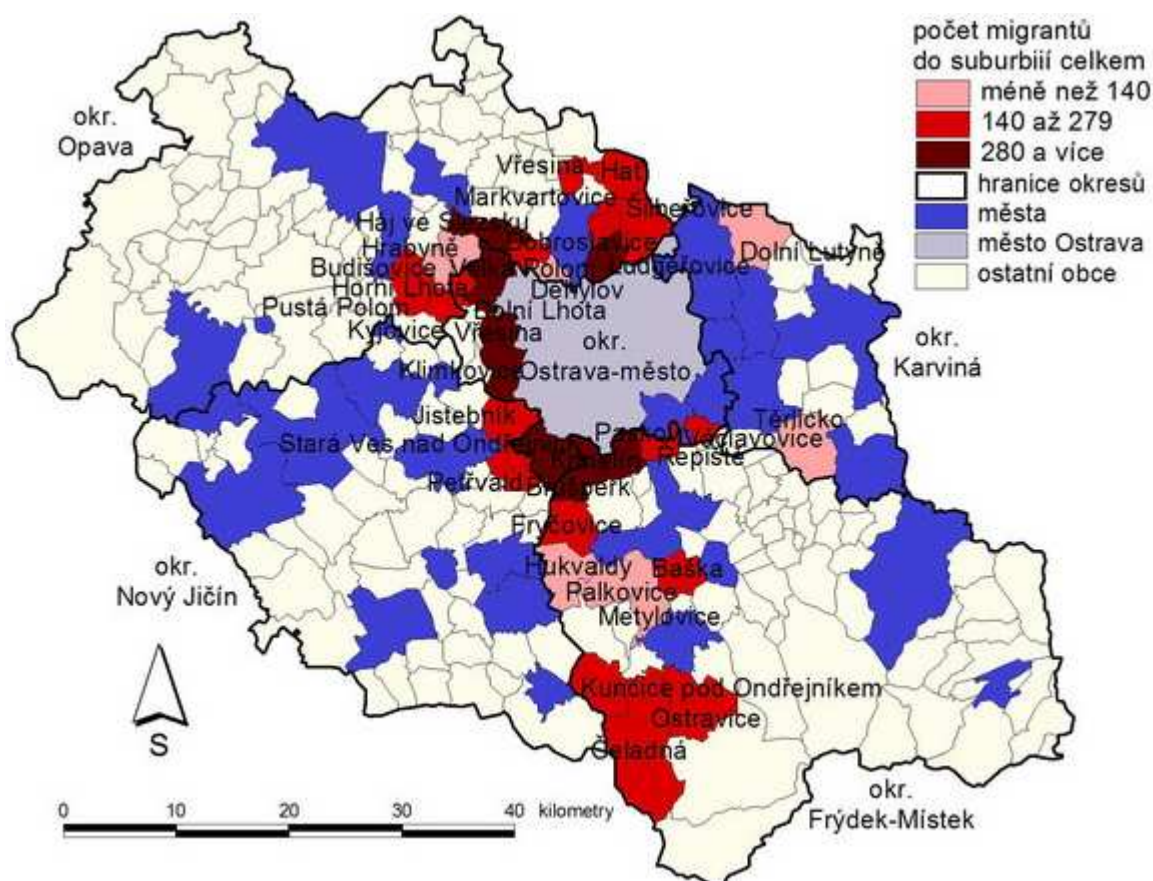 počet migrantů
do suburbiií celkem
méně než 140
140 až 279
280 a více
hranice okresů
města
město Ostrava
ostatní obce
okr.
Opava
Vřesina
Hať
Markvartovice
Šilheřovice
Háj ve Slezsku
Dobroslavice
Hrabyně
Dolní Lutyně
Budišovice
Velká Polom
Ludgeřovice
Horní Lhota
Děhylov
Pustá Polom
Dolní Lhota
Kyjovice
Vřesina
okr.
Ostrava-město
okr.
Karviná
Klimkovice
Jistebník
Těrlicko
Stará Ves nad Ondřejnicí
Paskov
Václavovice
Řepiště
Petřvald
Krmelín
Brušperk
Fryčovice
okr.
Nový Jičín
Hukvaldy
Baška
Palkovice
Metylovice
Kunčice pod Ondřejníkem
Ostravice
Čeladná
S
okr.
Frýdek-Místek
0 10 20 30 40 kilometry